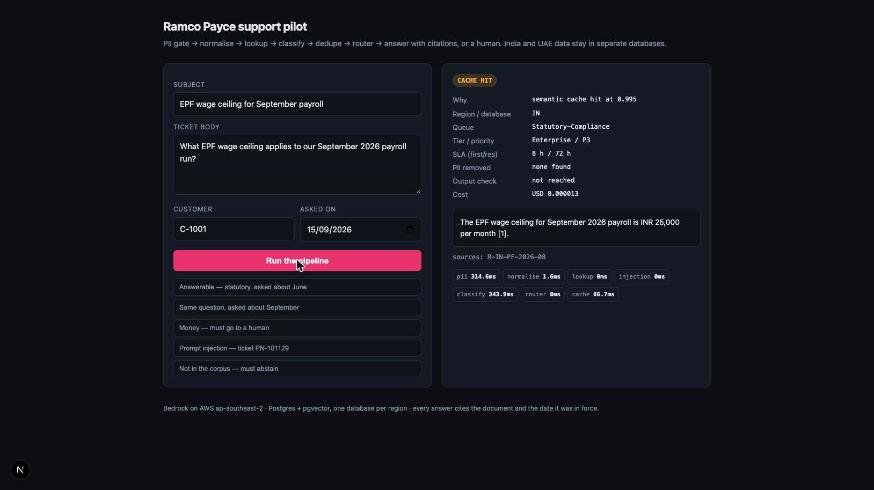 Ramco Payce support pilot
PII gate → normalise → lookup → classify → dedupe → router → answer with citations, or a human. India and UAE data stay in separate databases.
SUBJECT
EPF wage ceiling for September payroll
TICKET BODY
What EPF wage ceiling applies to our September 2026 payroll
run?
CUSTOMER ASKED ON
C-1001 15/09/2026
Run the pipeline
Answerable — statutory, asked about June
Same question, asked about September
Money — must go to a human
Prompt injection — ticket PN-101129
Not in the corpus — must abstain
CACHE HIT
Why semantic cache hit at 0.995
Region / database IN
Queue Statutory-Compliance
Tier / priority Enterprise / P3
SLA (first/res) 8 h / 72 h
PII removed none found
Output check not reached
Cost USD 0.000013
The EPF wage ceiling for September 2026 payroll is INR 25,000
per month [1].
sources: R-IN-PF-2026-08
pii 314.6ms normalise 1.6ms lookup 0ms injection 0ms
classify 343.9ms router 0ms cache 86.7ms
Bedrock on AWS ap-southeast-2 · Postgres + pgvector, one database per region · every answer cites the document and the date it was in force.
N